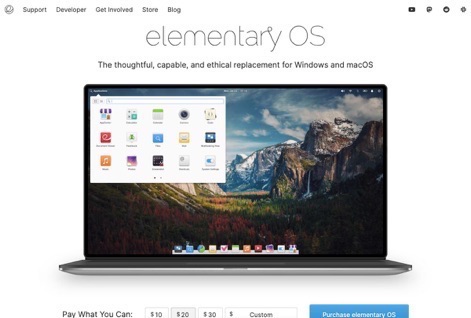 Support Developer Get Involved Store Blog
elementary OS
The thoughtful, capable, and ethical replacement for Windows and macOS
Applications
Pay What You Can: $ 10 $ 20 $ 30 $ Custom Purchase elementary OS